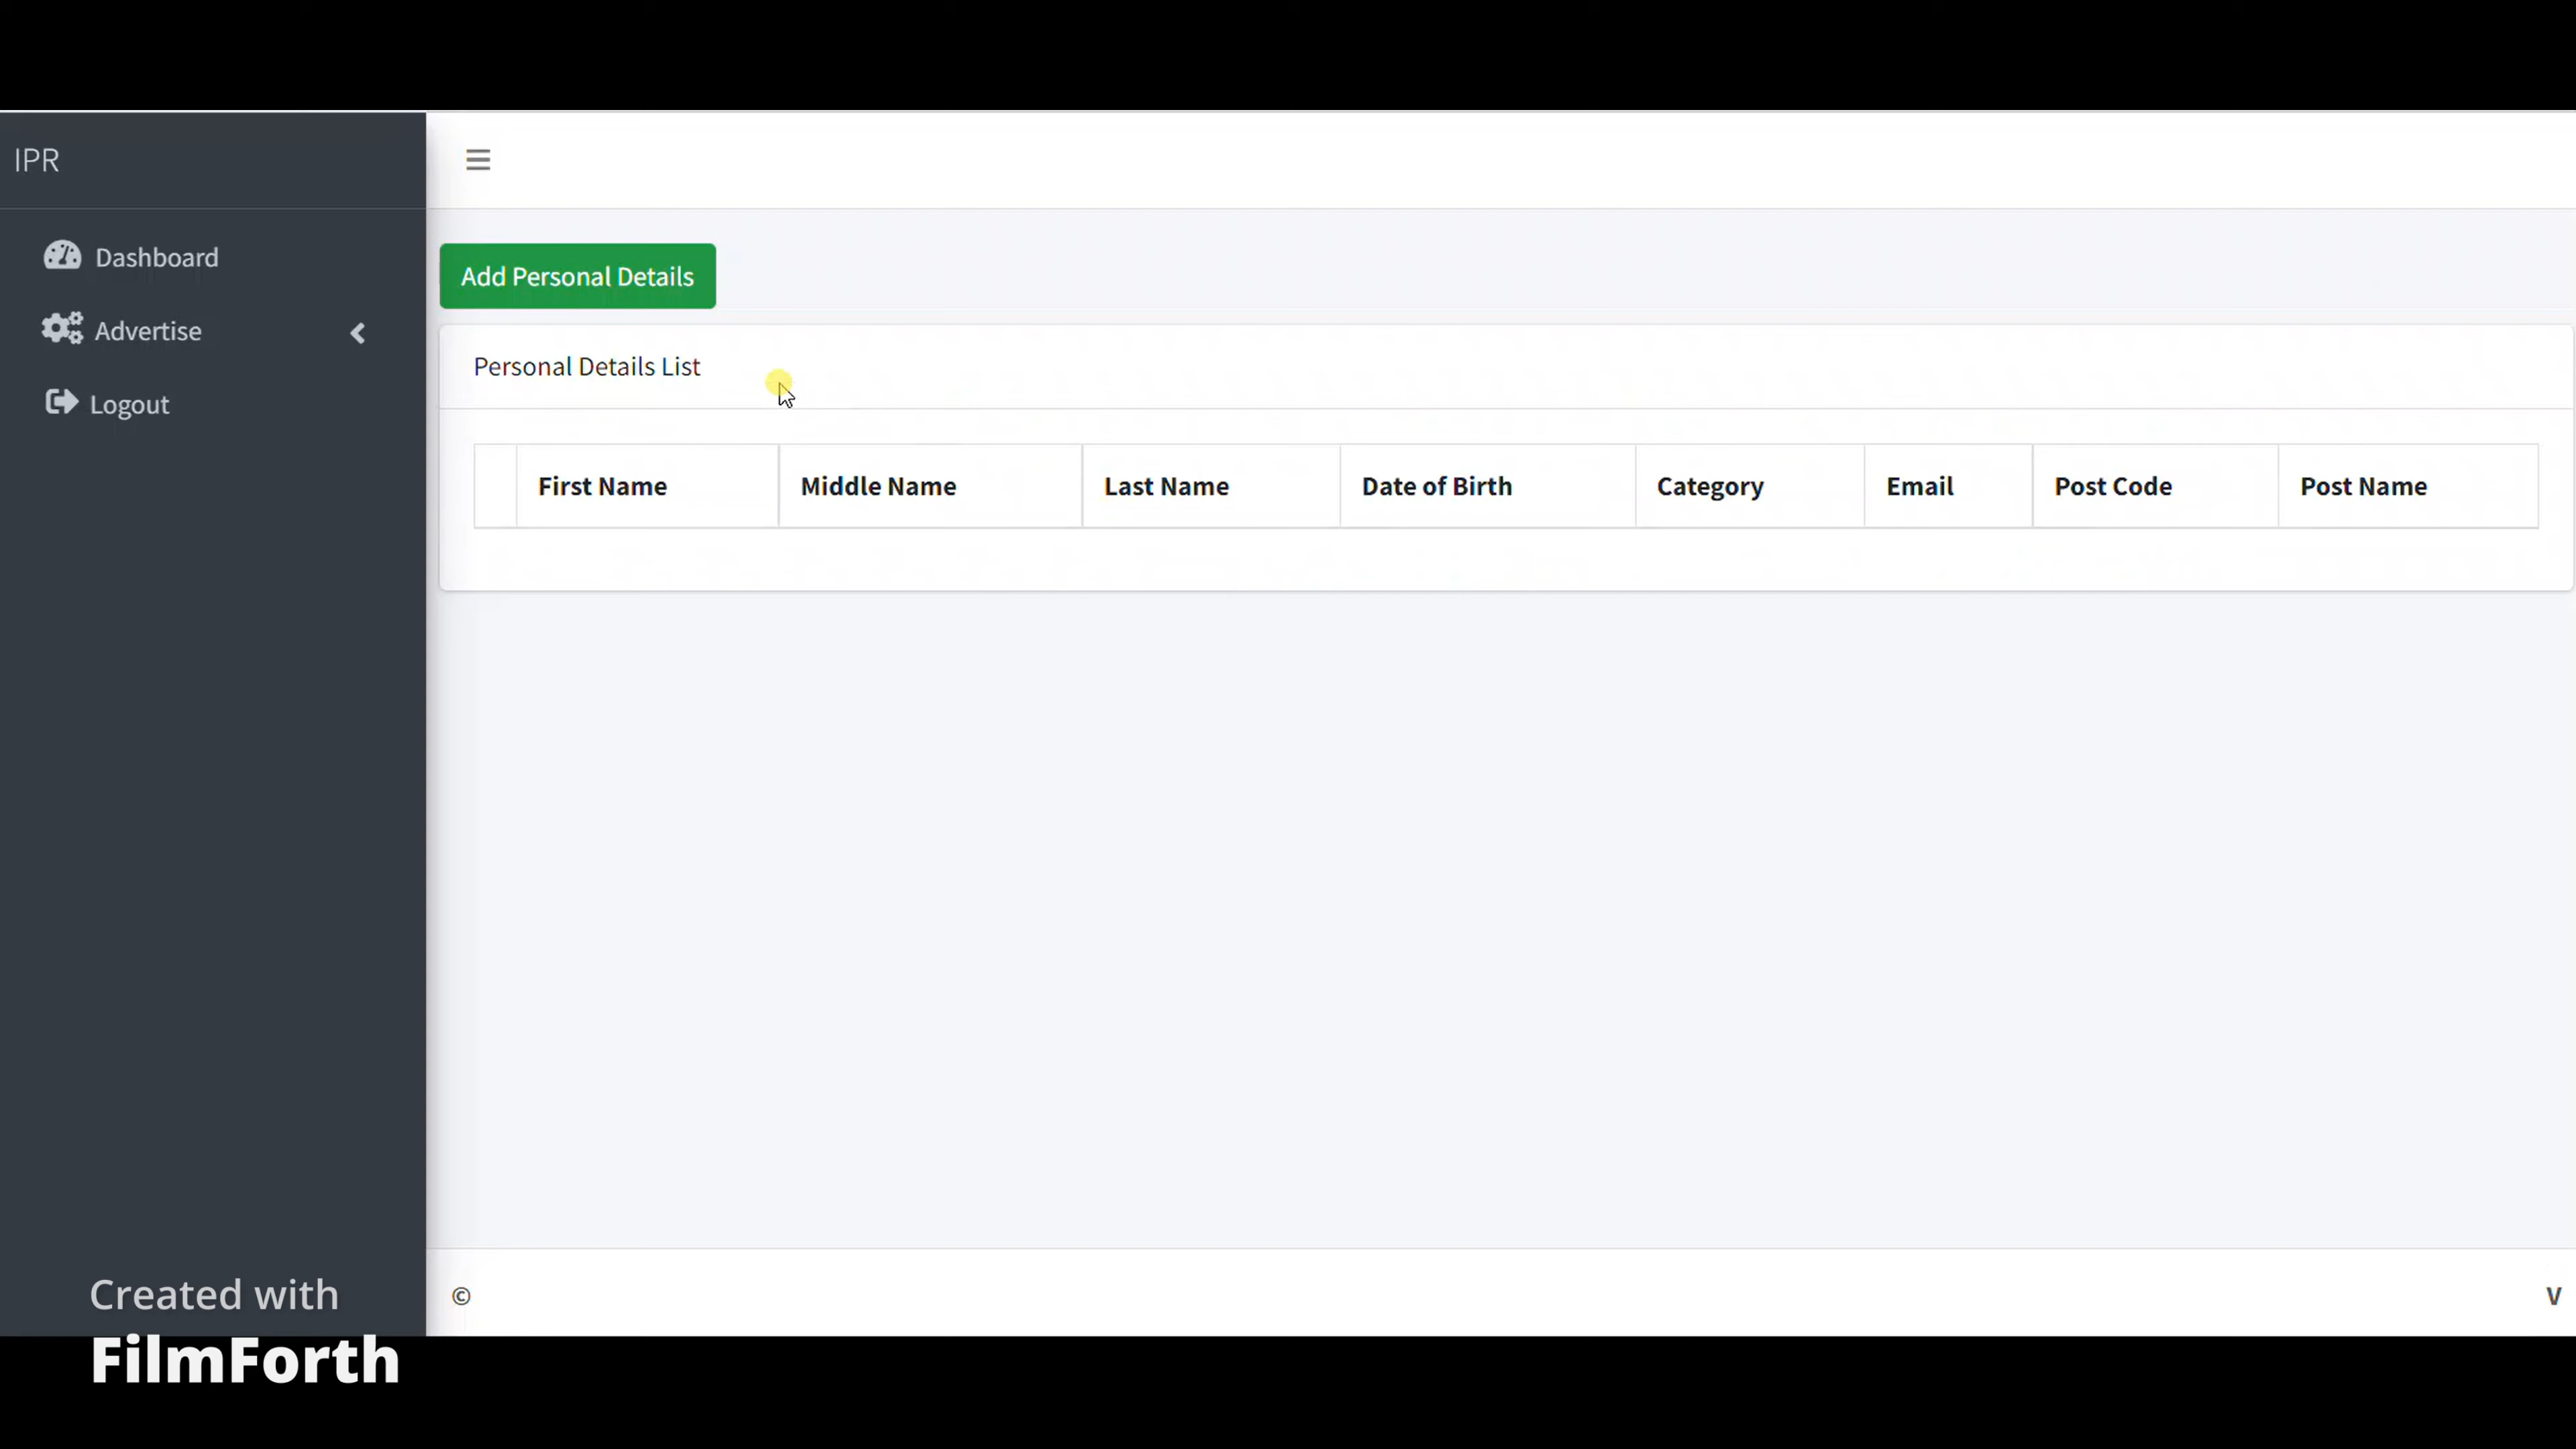 IPR
Dashboard
Advertise
Logout
Add Personal Details
Personal Details List
First Name Middle Name Last Name Date of Birth Category Email Post Code Post Name
© V
Created with
FilmForth